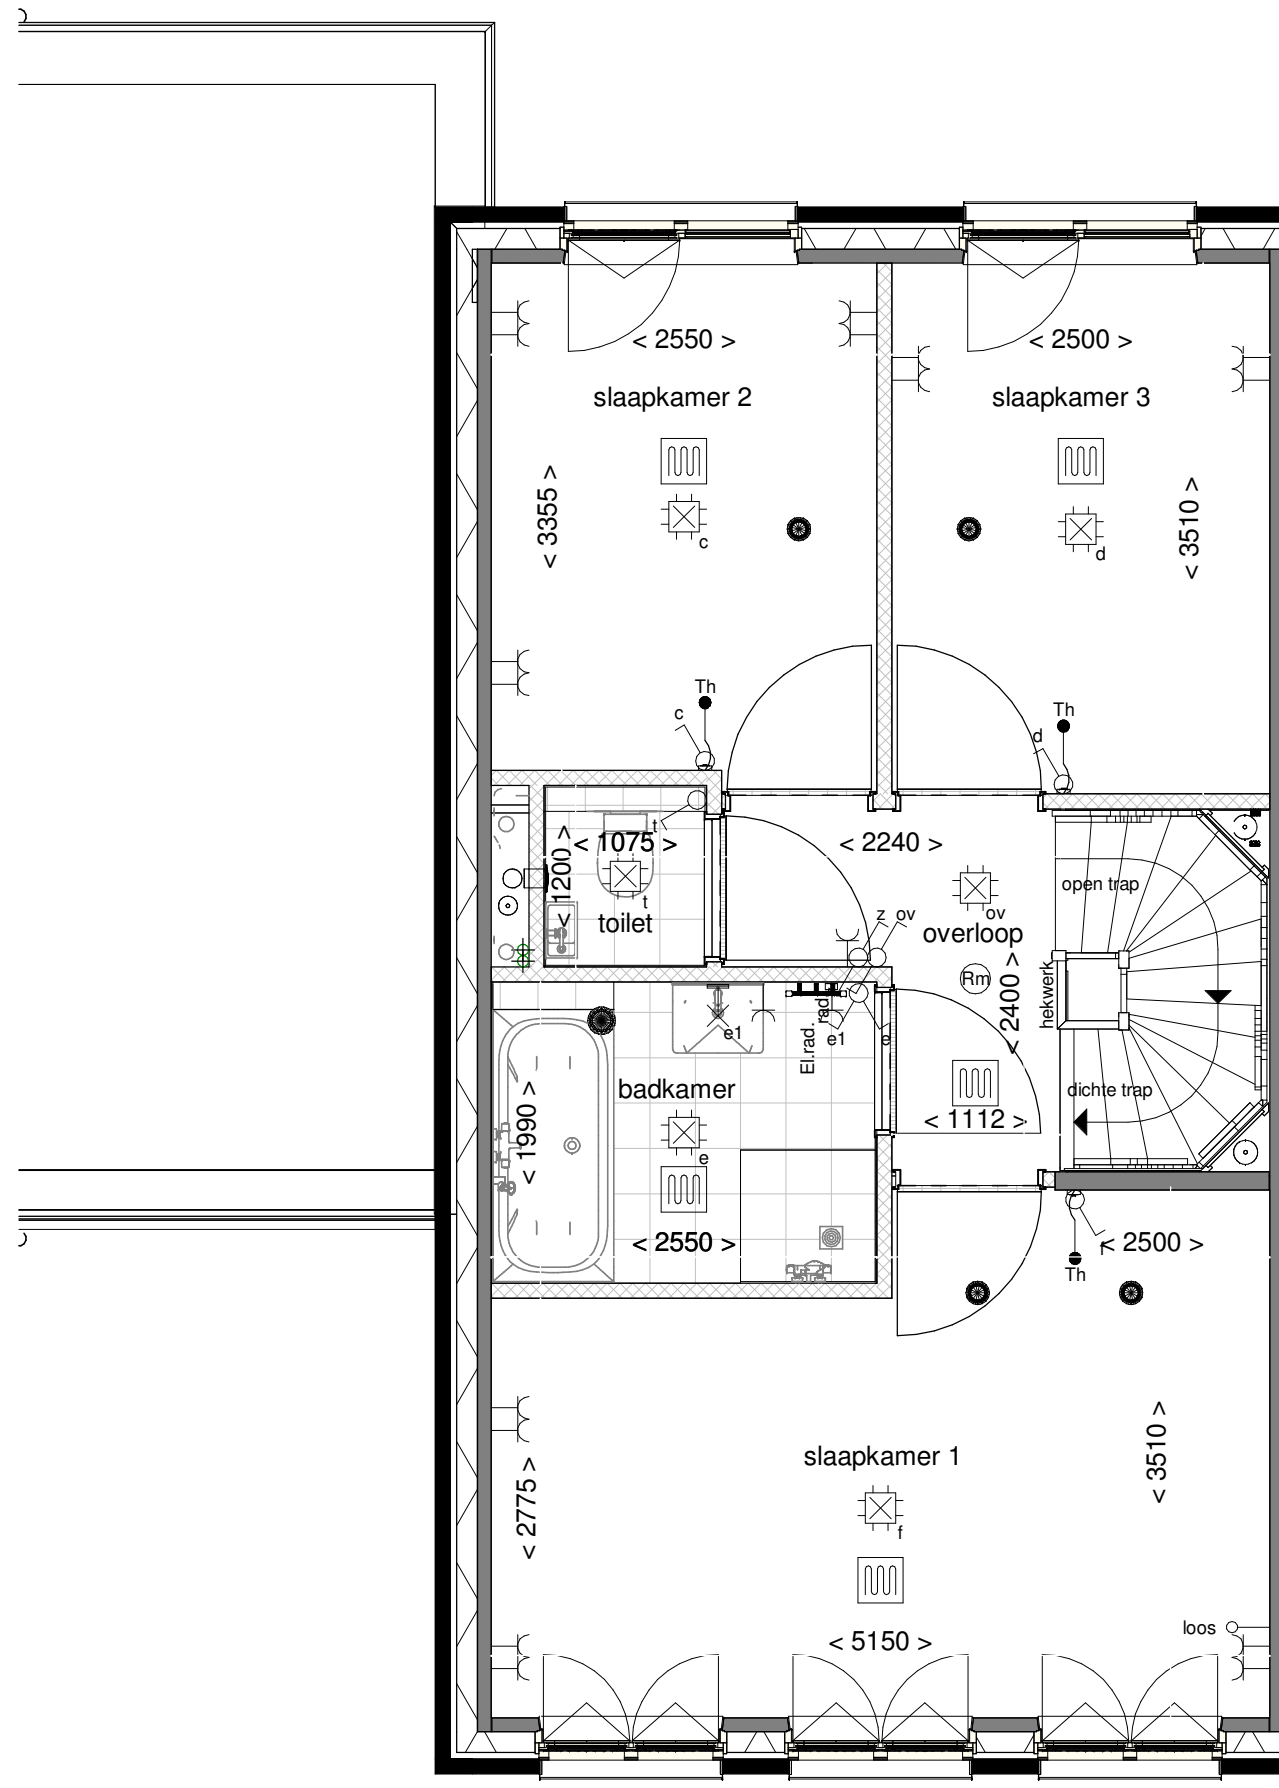 < 2550 >
< 2500 >
slaapkamer 2
slaapkamer 3
< 3355 >
< 3510 >
c
d
Th
c
Th
d
t
< 1075 >
< 1200 >
t
toilet
< 2240 >
open trap
z
ov
ov
overloop
Rm
< 2400 >
hekwerk
e1
rad.
El.rad.
e1
e
badkamer
< 1990 >
e
< 1112 >
dichte trap
< 2550 >
f
< 2500 >
Th
slaapkamer 1
< 3510 >
< 2775 >
f
loos
< 5150 >